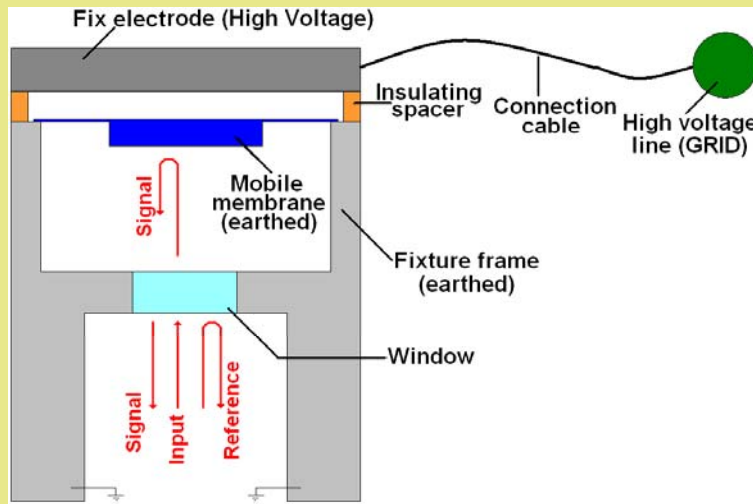 Fix electrode (High Voltage)
Insulating
spacer
Connection
cable
High voltage
line (GRID)
Signal
Mobile
membrane
(earthed)
Fixture frame
(earthed)
Window
Signal
Input
Reference